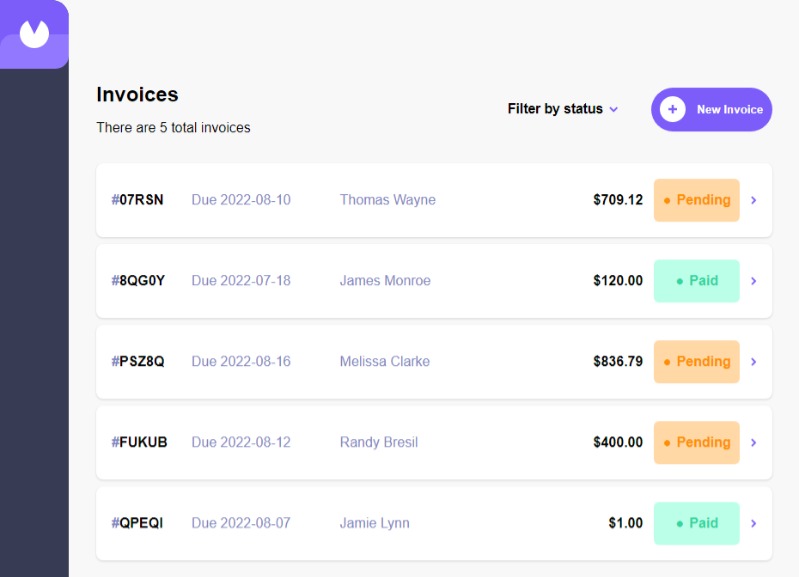 Invoices
There are 5 total invoices
Filter by status
New Invoice
#07RSN Due 2022-08-10 Thomas Wayne $709.12 Pending
#8QG0Y Due 2022-07-18 James Monroe $120.00 Paid
#PSZ8Q Due 2022-08-16 Melissa Clarke $836.79 Pending
#FUKUB Due 2022-08-12 Randy Bresil $400.00 Pending
#QPEQI Due 2022-08-07 Jamie Lynn $1.00 Paid